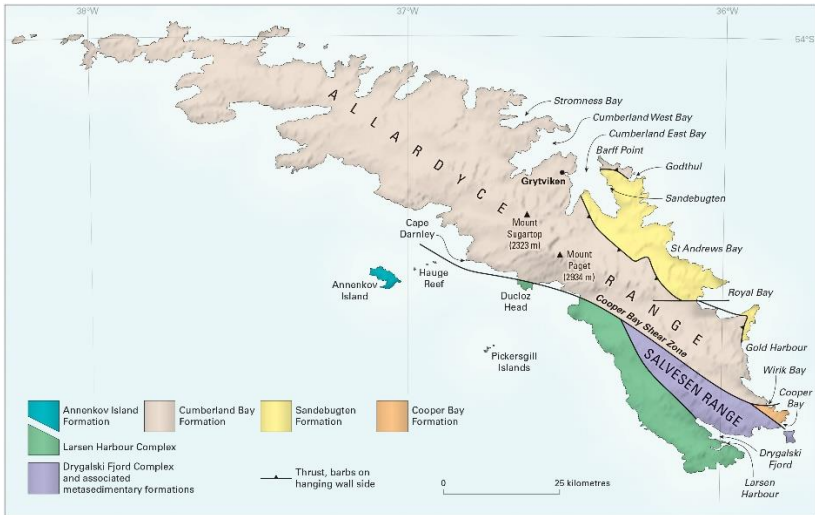 38°W
37°W
36°W
54°S
ALLARDYCE
RANGE
Stromness Bay
Cumberland West Bay
Cumberland East Bay
Barff Point
Godthul
Grytviken
Sandebugten
Mount
Sugartop
(2323 m)
Cape
Darnley
Mount
Paget
(2934 m)
St Andrews Bay
Hauge
Reef
Annenkov
Island
Ducloz
Head
Royal Bay
Cooper Bay Shear Zone
Gold Harbour
Pickersgill
Islands
SALVESEN RANGE
Wirik Bay
Cooper
Bay
Drygalski
Fjord
Larsen
Harbour
Annenkov Island
Formation
Cumberland Bay
Formation
Sandebugten
Formation
Cooper Bay
Formation
Larsen Harbour Complex
Drygalski Fjord Complex
and associated
metasedimentary formations
Thrust, barbs on
hanging wall side
0
25 kilometres